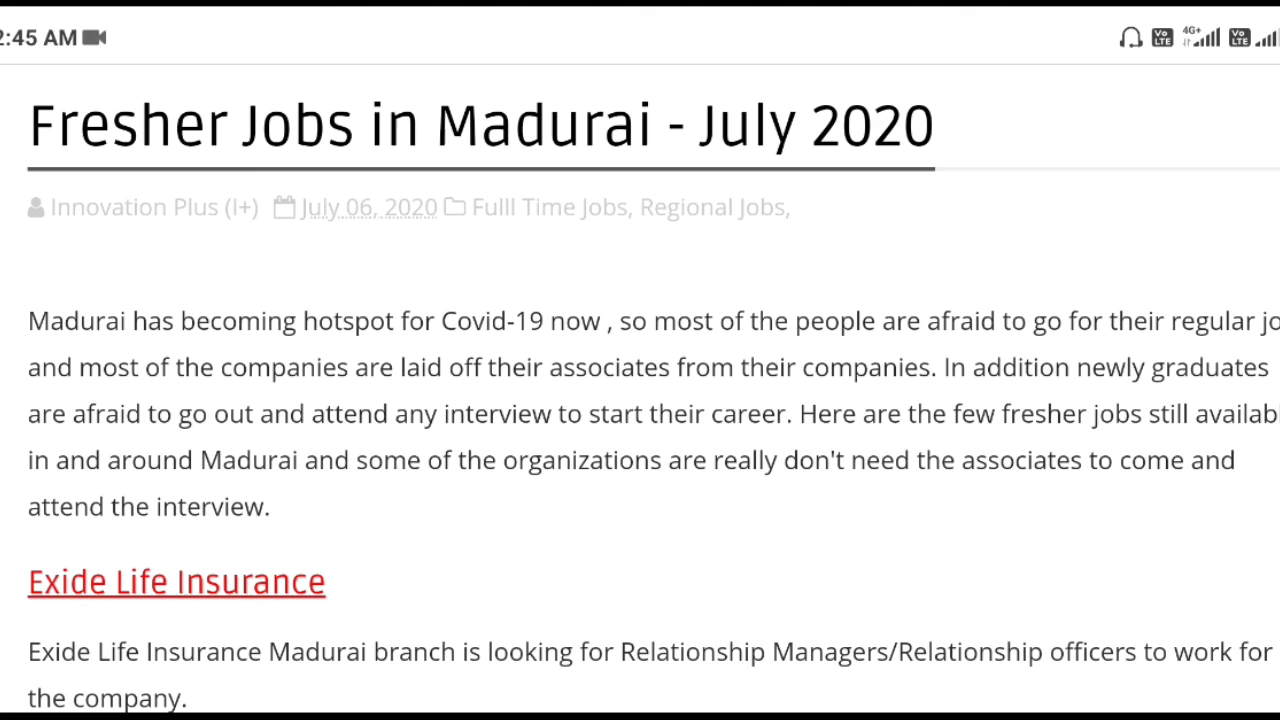 2:45 AM
Vo LTE 4G+ Vo LTE
Fresher Jobs in Madurai - July 2020
Innovation Plus (I+) July 06, 2020 Fulll Time Jobs, Regional Jobs,
Madurai has becoming hotspot for Covid-19 now , so most of the people are afraid to go for their regular jo
and most of the companies are laid off their associates from their companies. In addition newly graduates
are afraid to go out and attend any interview to start their career. Here are the few fresher jobs still availabl
in and around Madurai and some of the organizations are really don't need the associates to come and
attend the interview.
Exide Life Insurance
Exide Life Insurance Madurai branch is looking for Relationship Managers/Relationship officers to work for
the company.